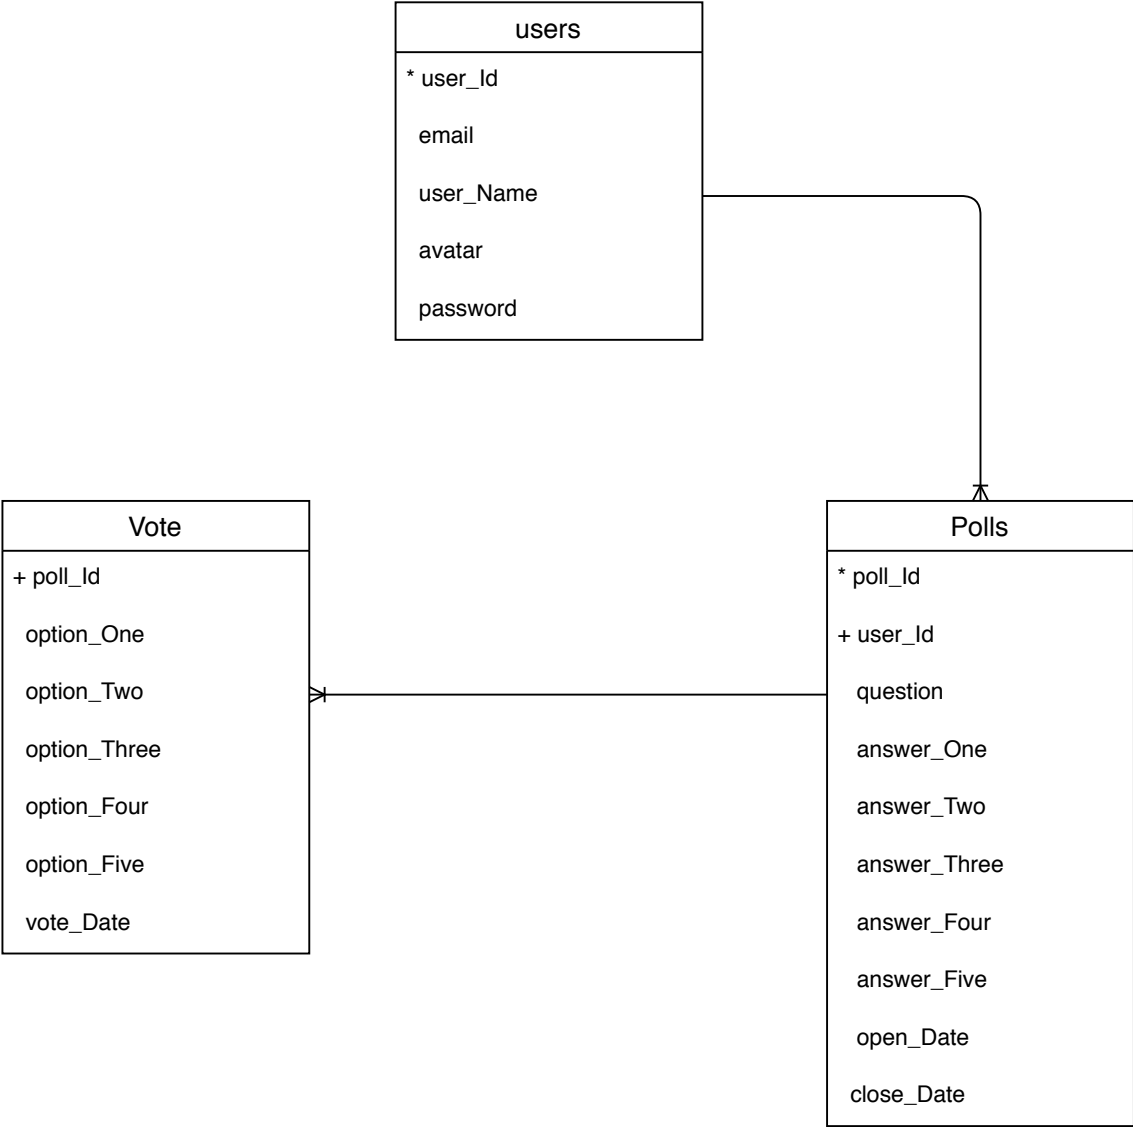 users
* user_Id
email
user_Name
avatar
password
Vote
+ poll_Id
option_One
option_Two
option_Three
option_Four
option_Five
vote_Date
Polls
* poll_Id
+ user_Id
question
answer_One
answer_Two
answer_Three
answer_Four
answer_Five
open_Date
close_Date